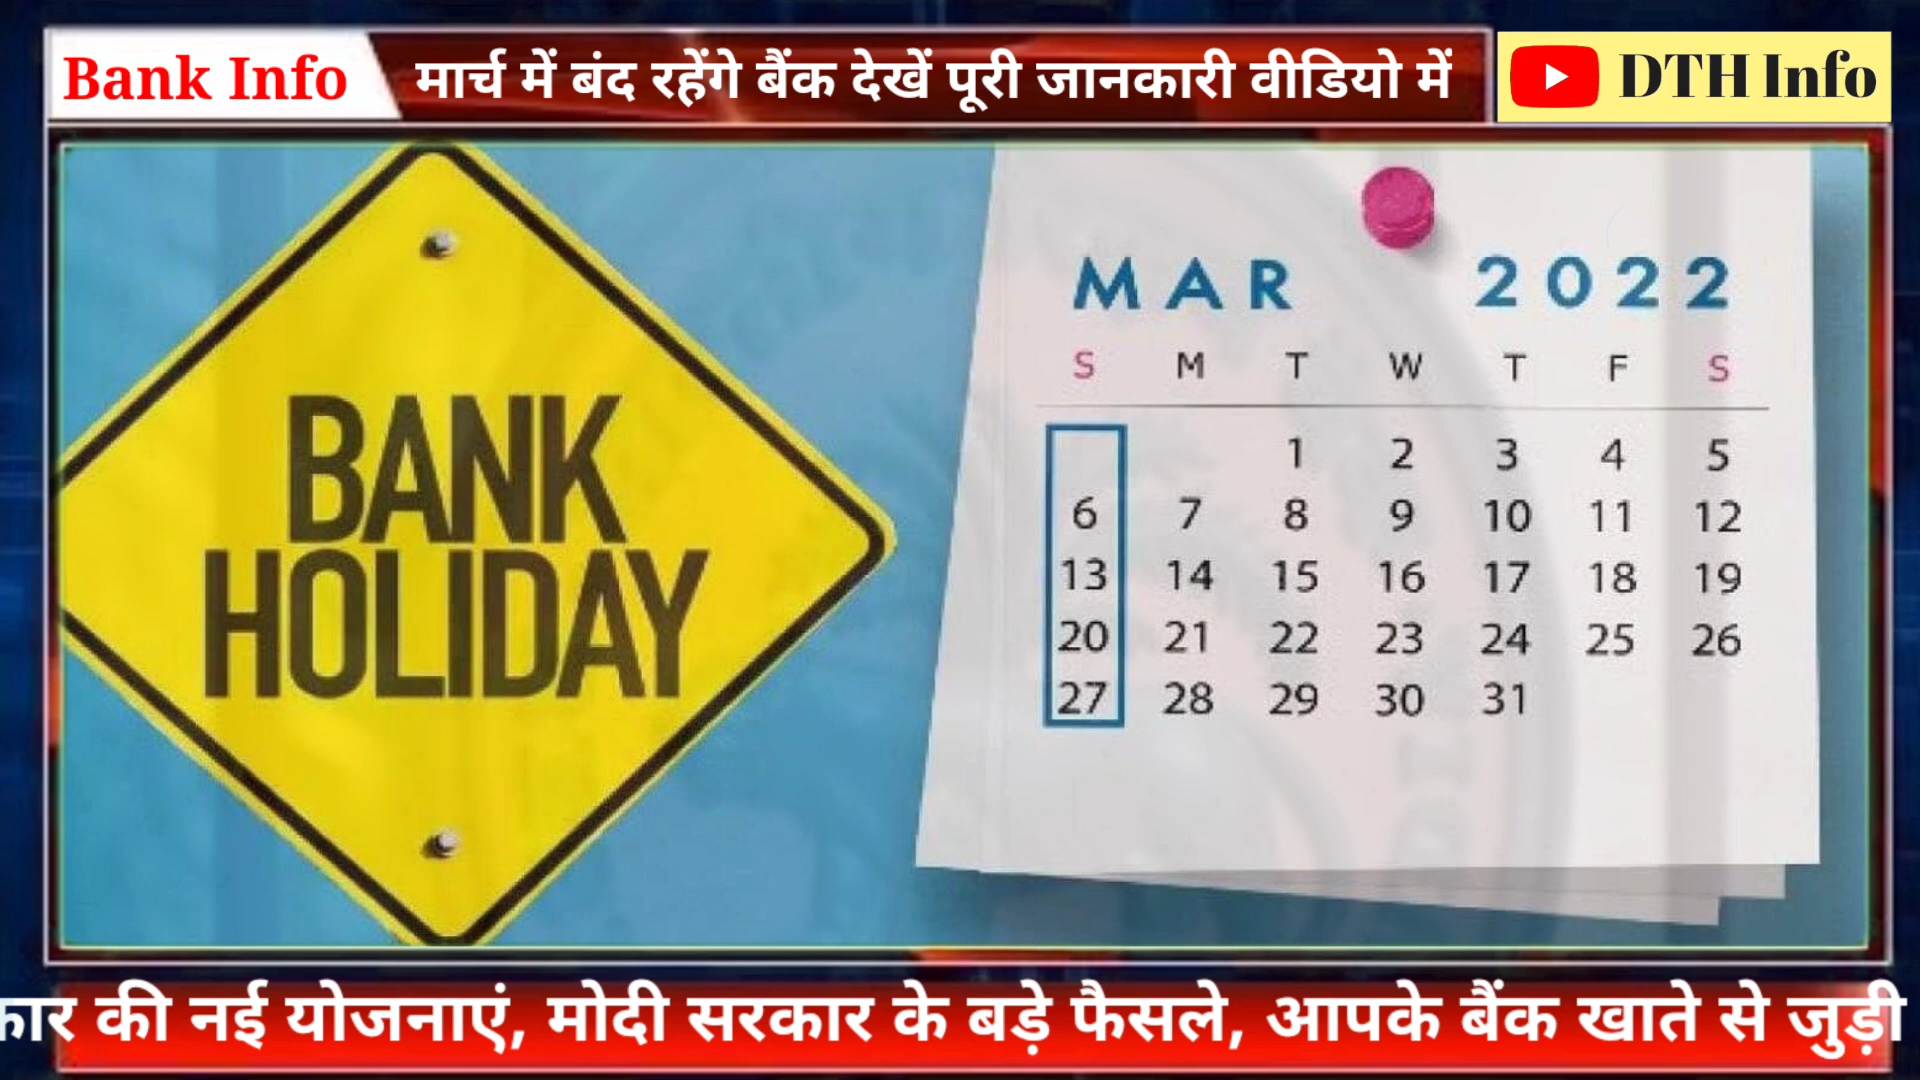 Bank Info
मार्च में बंद रहेंगे बैंक देखें पूरी जानकारी वीडियो में
DTH Info
BANK
HOLIDAY
MAR 2022
S M T W T F S
1 2 3 4 5
6 7 8 9 10 11 12
13 14 15 16 17 18 19
20 21 22 23 24 25 26
27 28 29 30 31
की नई योजनाएं, मोदी सरकार के बड़े फैसले, आपके बैंक खाते से जुड़ी